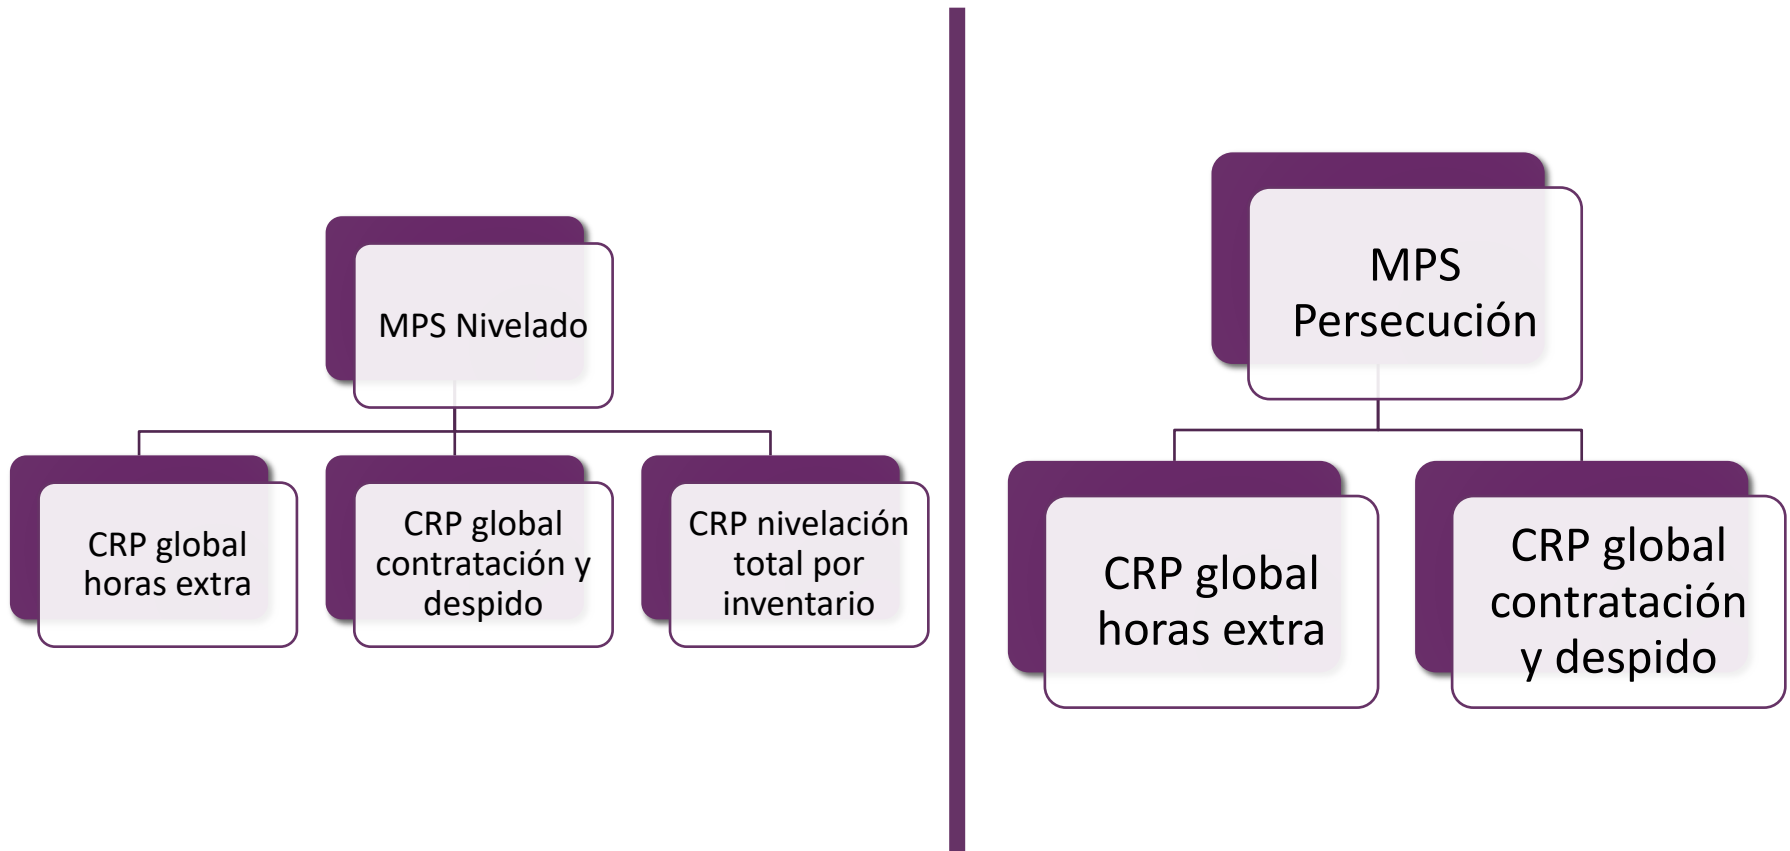 MPS Nivelado
CRP global
horas extra
CRP global
contratación y
despido
CRP nivelación
total por
inventario
MPS
Persecución
CRP global
horas extra
CRP global
contratación
y despido